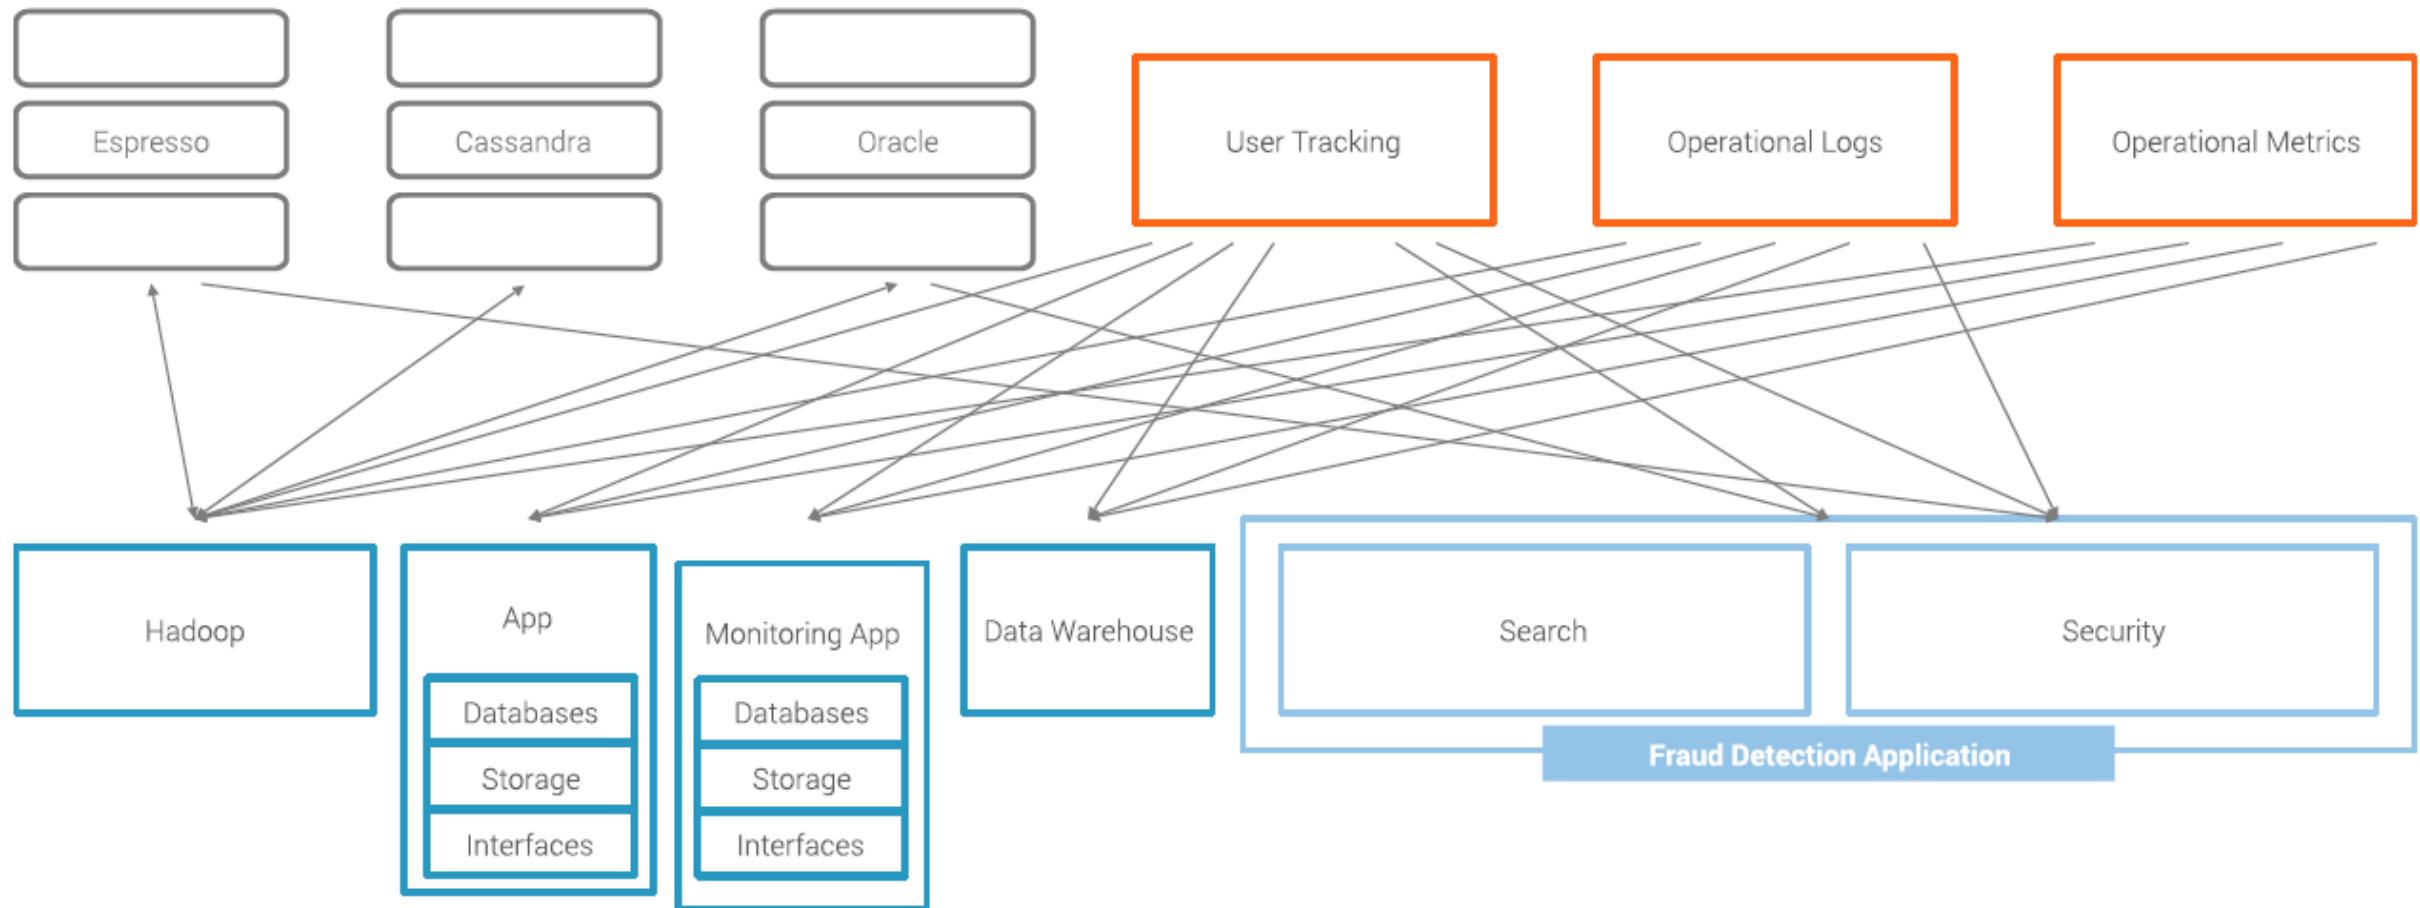 Espresso
Cassandra
Oracle
User Tracking
Operational Logs
Operational Metrics
Hadoop
App
Databases
Storage
Interfaces
Monitoring App
Databases
Storage
Interfaces
Data Warehouse
Search
Security
Fraud Detection Application